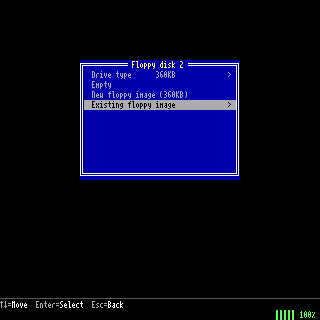 Floppy disk 2
Drive type 360KB >
Empty
New floppy image (360KB)
Existing floppy image >
↑↓=Move Enter=Select Esc=Back
100%